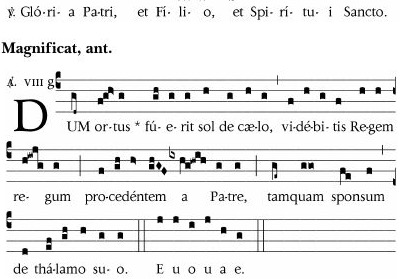 ℣. Gló-ri- a Pa-tri, et Fí- li- o, et Spi- rí- tu- i Sancto.
Magnificat, ant.
A. VIII g
DUM or-tus * fú- e-rit sol de cæ-lo, vi-dé-bi- tis Re-gem
re- gum pro-cedéntem a Pa-tre, tamquam sponsum
de thá-lamo su-o. E u o u a e.